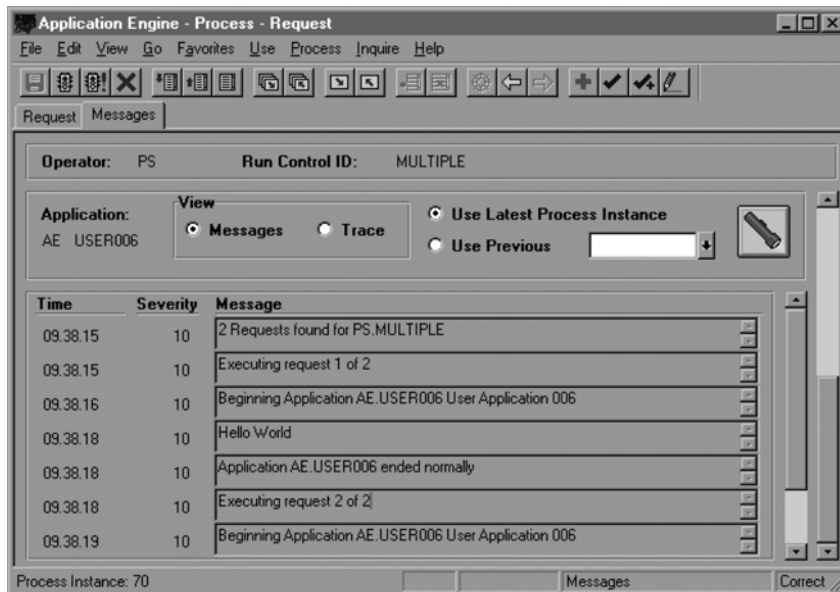 Application Engine - Process - Request
File Edit View Go Favorites Use Process Inquire Help
Request Messages
Operator: PS Run Control ID: MULTIPLE
Application:
AE USER006
View
Messages Trace
Use Latest Process Instance
Use Previous
Time Severity Message
09.38.15 10 2 Requests found for PS.MULTIPLE
09.38.15 10 Executing request 1 of 2
09.38.16 10 Beginning Application AE.USER006 User Application 006
09.38.18 10 Hello World
09.38.18 10 Application AE.USER006 ended normally
09.38.18 10 Executing request 2 of 2
09.38.19 10 Beginning Application AE.USER006 User Application 006
Process Instance: 70 Messages Correct